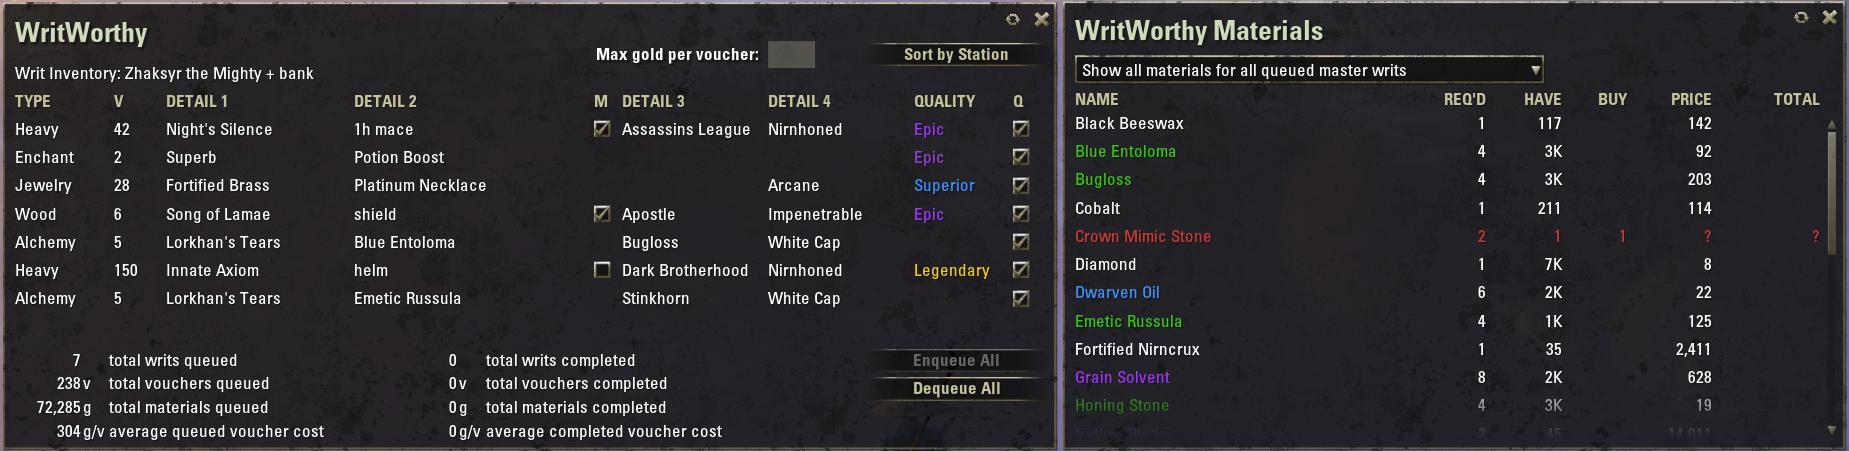 WritWorthy
Max gold per voucher:
Sort by Station
Writ Inventory: Zhaksyr the Mighty + bank
TYPE V DETAIL 1 DETAIL 2 M DETAIL 3 DETAIL 4 QUALITY Q
Heavy 42 Night's Silence 1h mace Assassins League Nirnhoned Epic
Enchant 2 Superb Potion Boost Epic
Jewelry 28 Fortified Brass Platinum Necklace Arcane Superior
Wood 6 Song of Lamae shield Apostle Impenetrable Epic
Alchemy 5 Lorkhan's Tears Blue Entoloma Bugloss White Cap
Heavy 150 Innate Axiom helm Dark Brotherhood Nirnhoned Legendary
Alchemy 5 Lorkhan's Tears Emetic Russula Stinkhorn White Cap
7 total writs queued 0 total writs completed Enqueue All
238 v total vouchers queued 0 v total vouchers completed Dequeue All
72,285 g total materials queued 0 g total materials completed
304 g/v average queued voucher cost 0 g/v average completed voucher cost
WritWorthy Materials
Show all materials for all queued master writs
NAME REQ'D HAVE BUY PRICE TOTAL
Black Beeswax 1 117 142
Blue Entoloma 4 3K 92
Bugloss 4 3K 203
Cobalt 1 211 114
Crown Mimic Stone 2 1 1 ? ?
Diamond 1 7K 8
Dwarven Oil 6 2K 22
Emetic Russula 4 1K 125
Fortified Nirncrux 1 35 2,411
Grain Solvent 8 2K 628
Honing Stone 4 3K 19